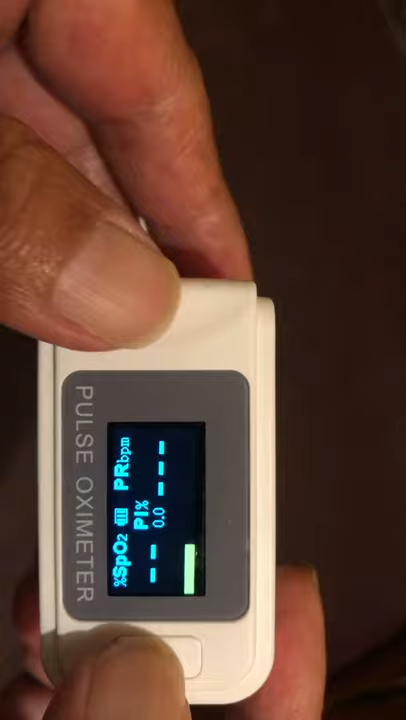 PULSE OXIMETER
%SpO2 PRbpm
PI%
-- 0.0 ---